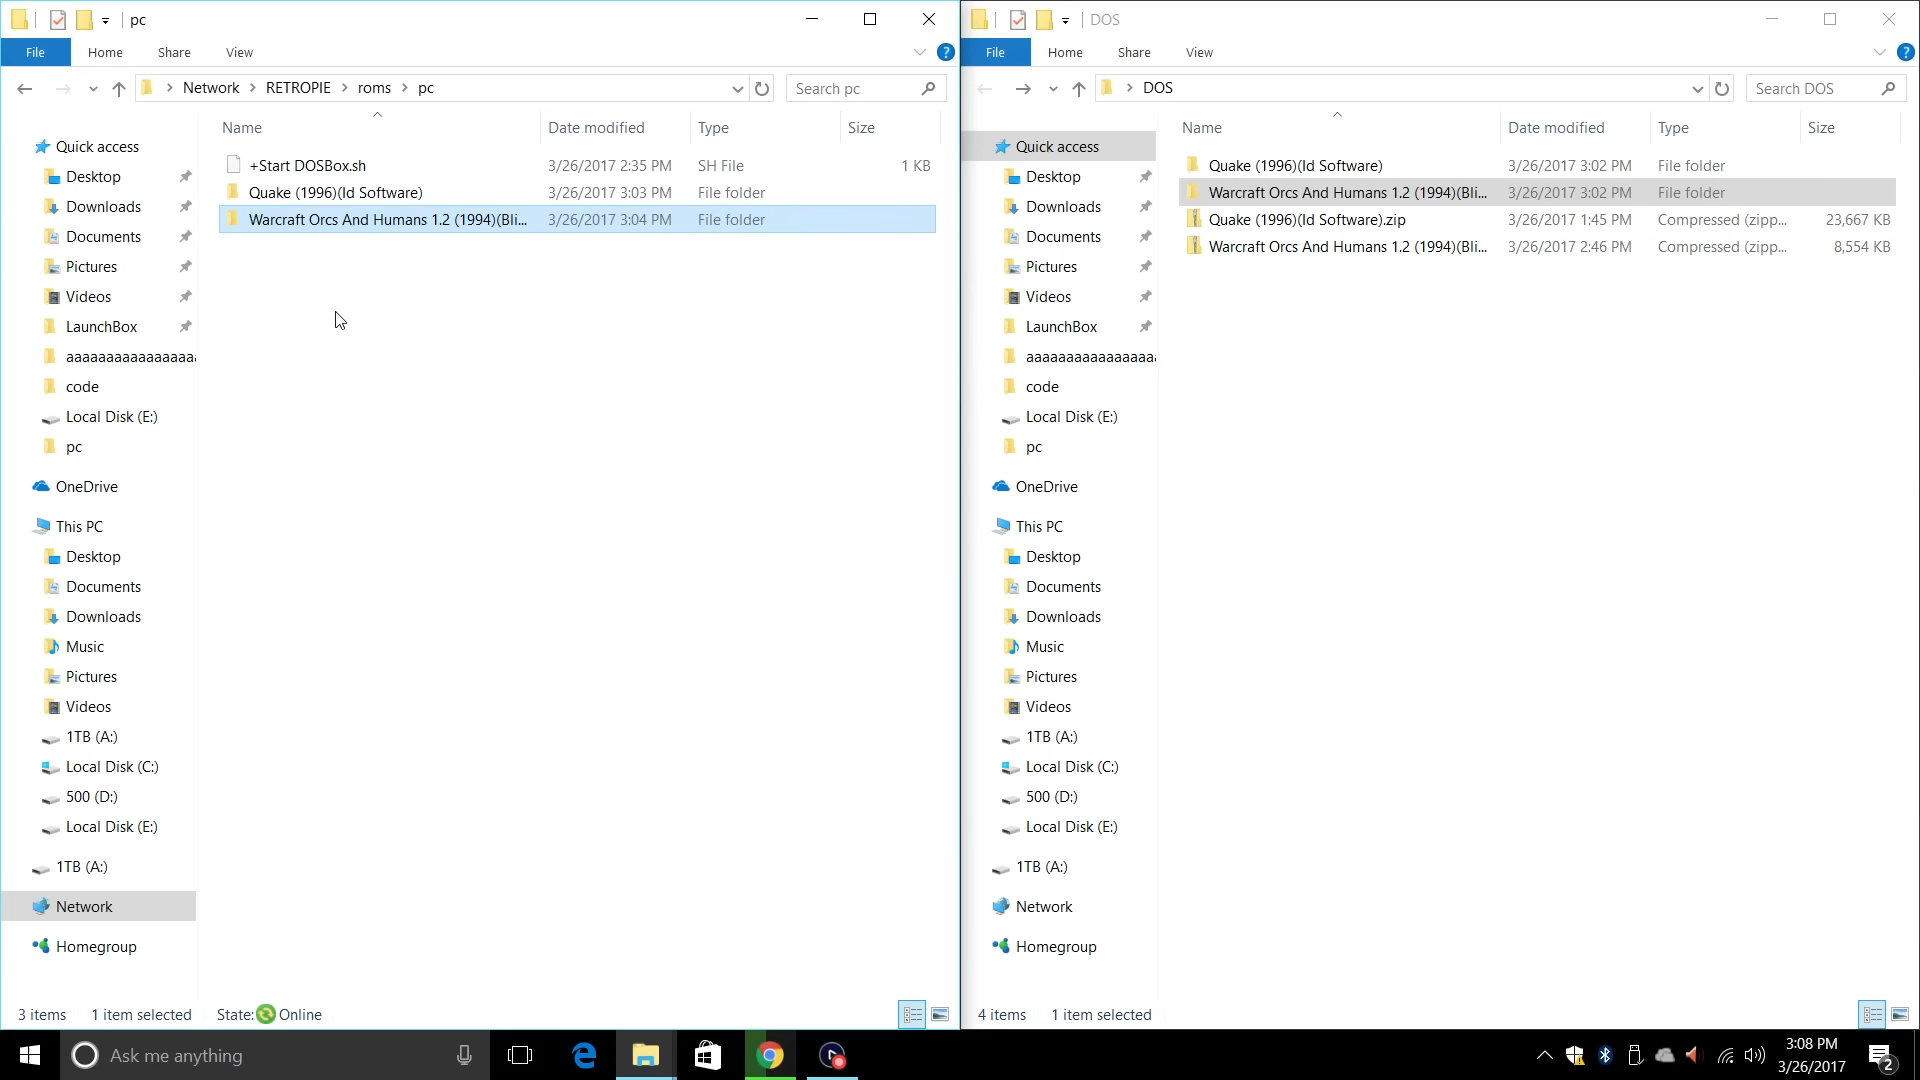 pc
File
Home
Share
View
?
Network
RETROPIE
roms
pc
Search pc
Name
Date modified
Type
Size
+Start DOSBox.sh
3/26/2017 2:35 PM
SH File
1 KB
Quake (1996)(Id Software)
3/26/2017 3:03 PM
File folder
Warcraft Orcs And Humans 1.2 (1994)(Bli...
3/26/2017 3:04 PM
File folder
Quick access
Desktop
Downloads
Documents
Pictures
Videos
LaunchBox
aaaaaaaaaaaaaaaa
code
Local Disk (E:)
pc
OneDrive
This PC
Desktop
Documents
Downloads
Music
Pictures
Videos
1TB (A:)
Local Disk (C:)
500 (D:)
Local Disk (E:)
1TB (A:)
Network
Homegroup
3 items
1 item selected
State:
Online
DOS
File
Home
Share
View
?
DOS
Search DOS
Name
Date modified
Type
Size
Quake (1996)(Id Software)
3/26/2017 3:02 PM
File folder
Warcraft Orcs And Humans 1.2 (1994)(Bli...
3/26/2017 3:02 PM
File folder
Quake (1996)(Id Software).zip
3/26/2017 1:45 PM
Compressed (zipp...
23,667 KB
Warcraft Orcs And Humans 1.2 (1994)(Bli...
3/26/2017 2:46 PM
Compressed (zipp...
8,554 KB
Quick access
Desktop
Downloads
Documents
Pictures
Videos
LaunchBox
aaaaaaaaaaaaaaaa
code
Local Disk (E:)
pc
OneDrive
This PC
Desktop
Documents
Downloads
Music
Pictures
Videos
1TB (A:)
Local Disk (C:)
500 (D:)
Local Disk (E:)
1TB (A:)
Network
Homegroup
4 items
1 item selected
Ask me anything
3:08 PM
3/26/2017
2